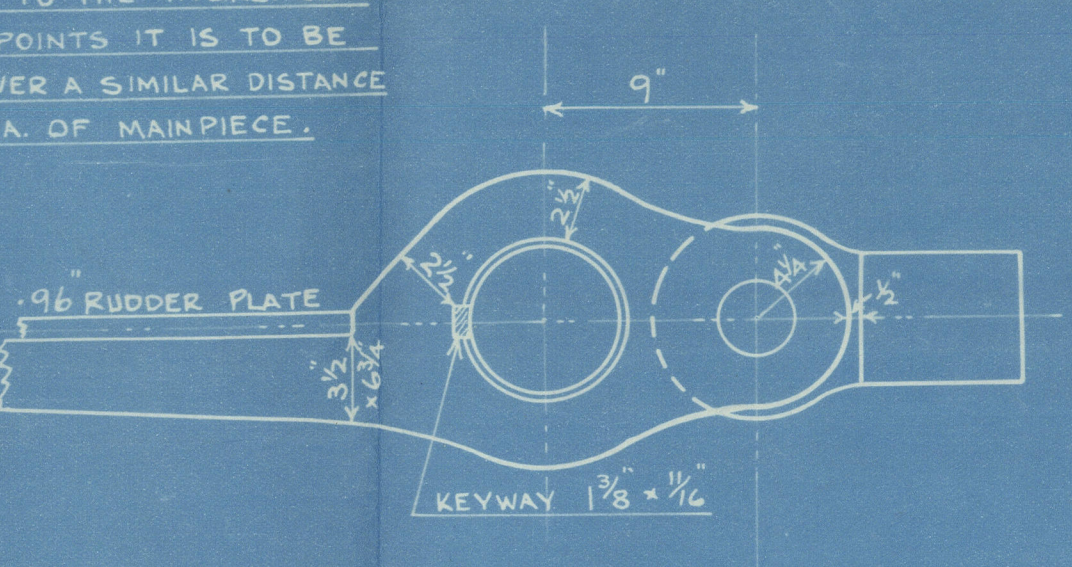 POINTS IT IS TO BE
A SIMILAR DISTANCE
A. OF MAINPIECE.
9"
2½"
2½"
4¼"
½"
.96" RUDDER PLATE
3½" × 6¾"
KEYWAY 1⅜" × 11/16"